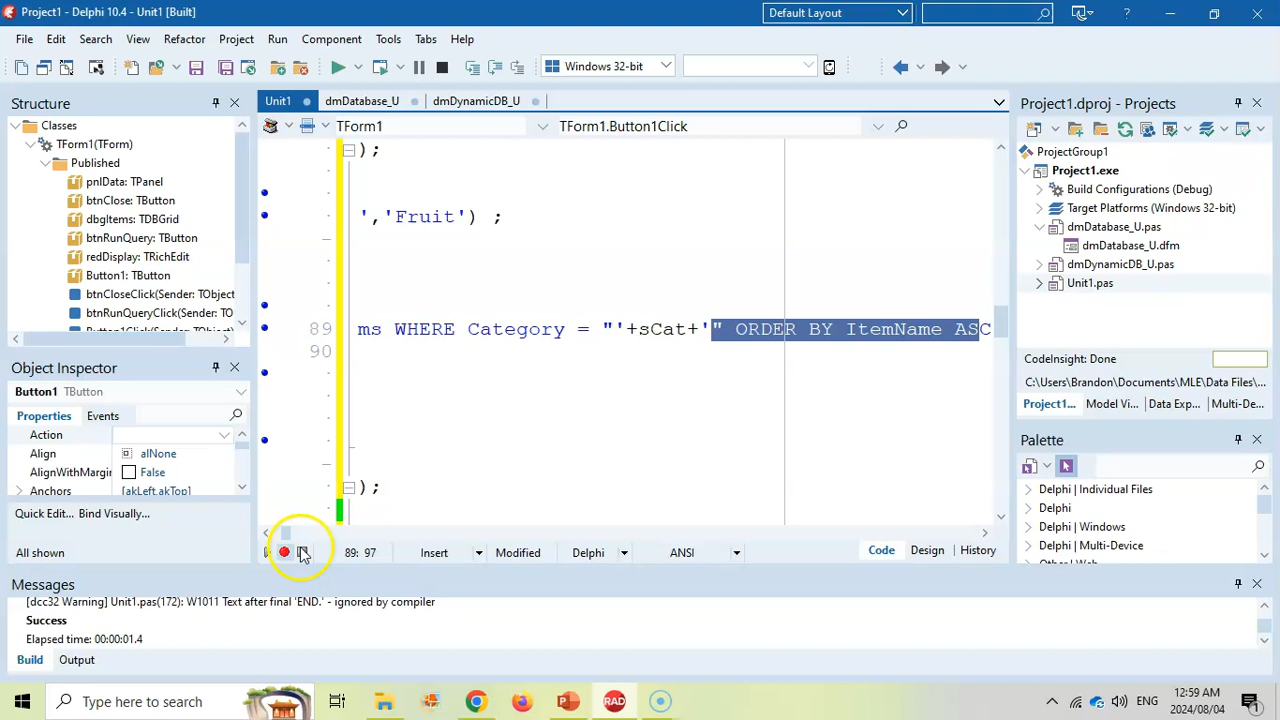 Project1 - Delphi 10.4 - Unit1 [Built]
Default Layout
?
File Edit Search View Refactor Project Run Component Tools Tabs Help
Windows 32-bit
Structure
Classes
TForm1(TForm)
Published
pnlData: TPanel
btnClose: TButton
dbgItems: TDBGrid
btnRunQuery: TButton
redDisplay: TRichEdit
Button1: TButton
btnCloseClick(Sender: TObject
btnRunQueryClick(Sender: TO
Object Inspector
Button1 TButton
Properties Events
Action
Align alNone
AlignWithMargin False
Anchors [akLeft,akTop]
Quick Edit... Bind Visually...
All shown
Unit1 dmDatabase_U dmDynamicDB_U
TForm1 TForm1.Button1Click
);
','Fruit') ;
89 ms WHERE Category = "'+sCat+'" ORDER BY ItemName ASC
90
);
89: 97 Insert Modified Delphi ANSI Code Design History
Project1.dproj - Projects
ProjectGroup1
Project1.exe
Build Configurations (Debug)
Target Platforms (Windows 32-bit)
dmDatabase_U.pas
dmDatabase_U.dfm
dmDynamicDB_U.pas
Unit1.pas
CodeInsight: Done
C:\Users\Brandon\Documents\MLE\Data Files\...
Project1... Model Vi... Data Exp... Multi-De...
Palette
Delphi | Individual Files
Delphi
Delphi | Windows
Delphi | Multi-Device
Messages
[dcc32 Warning] Unit1.pas(172): W1011 Text after final 'END.' - ignored by compiler
Success
Elapsed time: 00:00:01.4
Build Output
Type here to search
RAD
ENG
12:59 AM
2024/08/04